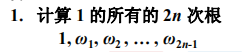 1. 计算 1 的所有的 2n 次根
1, ω₁, ω₂, … , ω₂ₙ₋₁